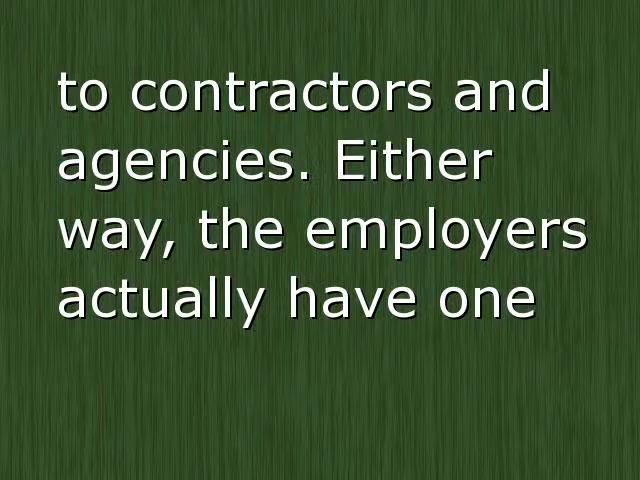 to contractors and
agencies. Either
way, the employers
actually have one